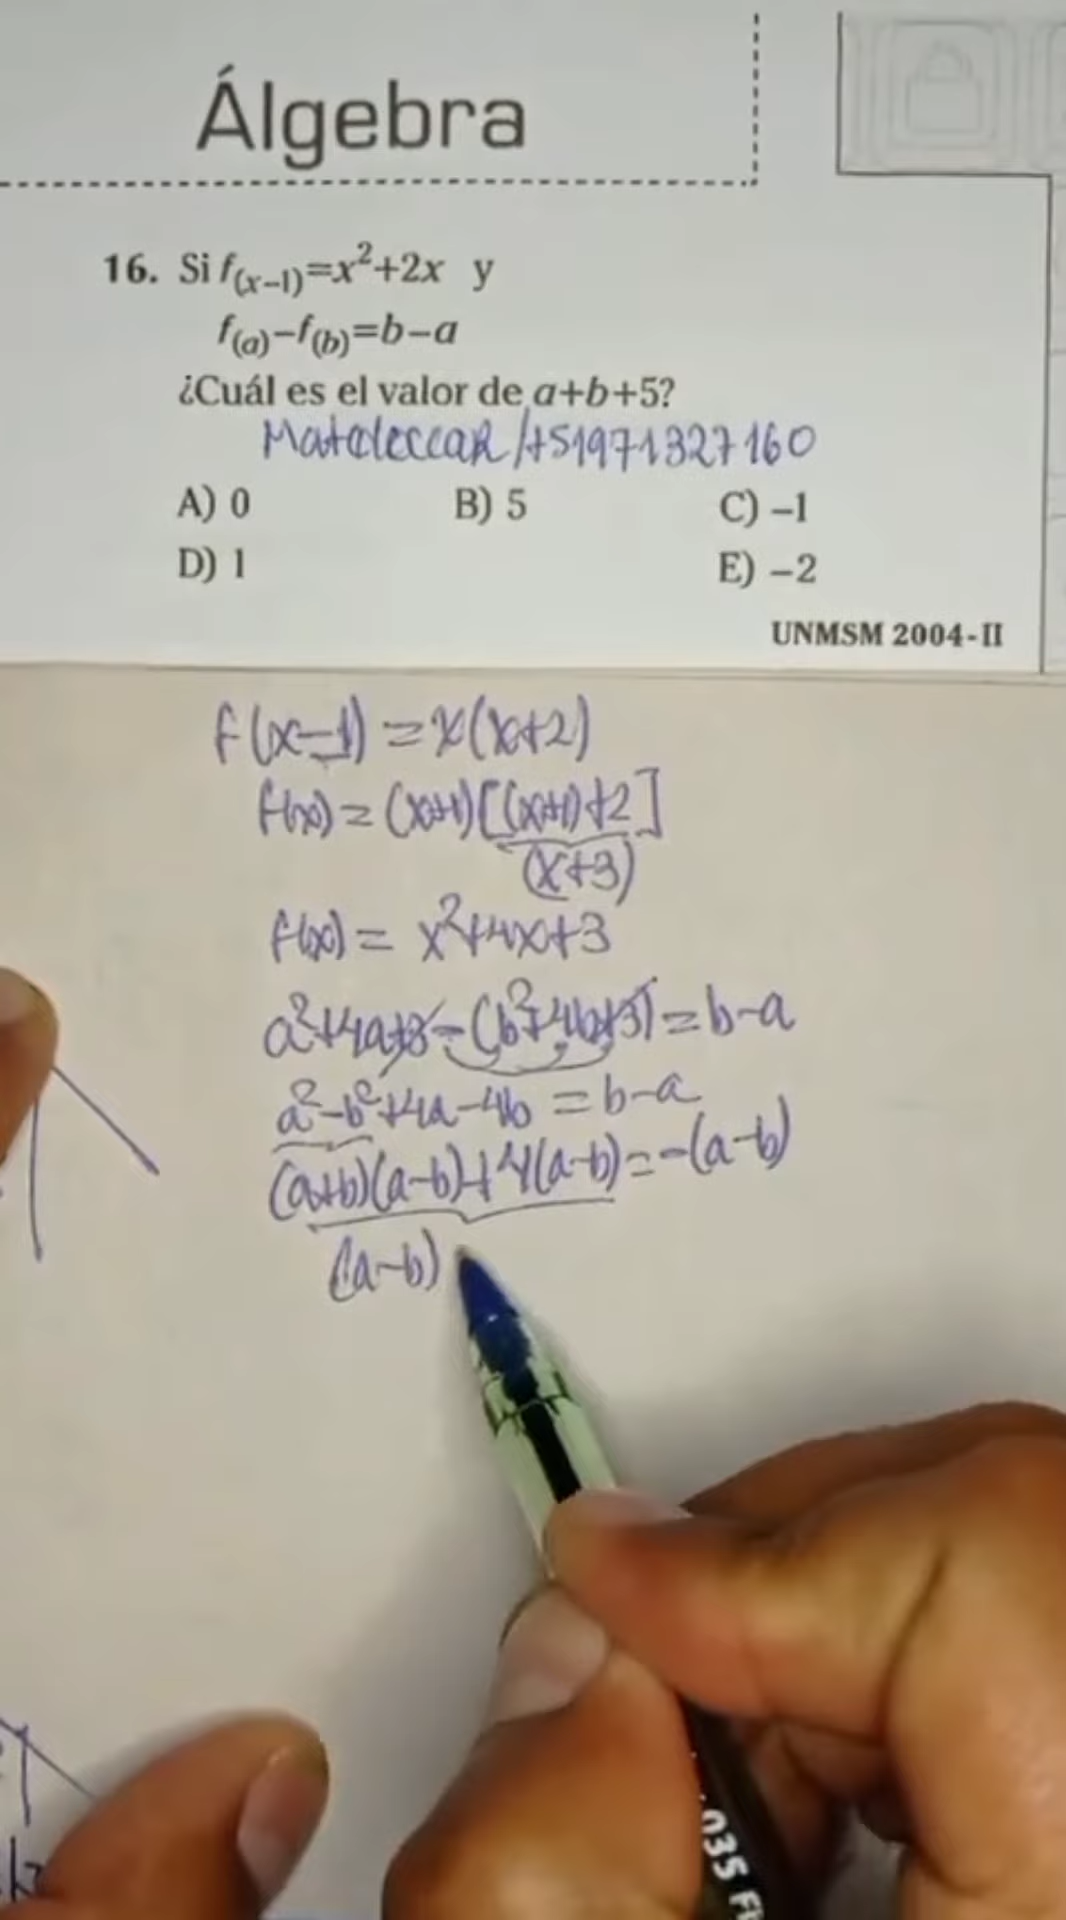 Álgebra
16. Si f(x–1)=x²+2x y
f(a)–f(b)=b–a
¿Cuál es el valor de a+b+5?
/+51971327160
A) 0 B) 5 C) –1
D) 1 E) –2
UNMSM 2004-II
f(x-1) = x(x+2)
f(x) = (x+1)[(x+1)+2]
(x+3)
f(x) = x²+4x+3
a²+4a+3-(b²+4b+3) = b-a
a²-b²+4a-4b = b-a
(a+b)(a-b)+4(a-b) = -(a-b)
(a-b)
035 F